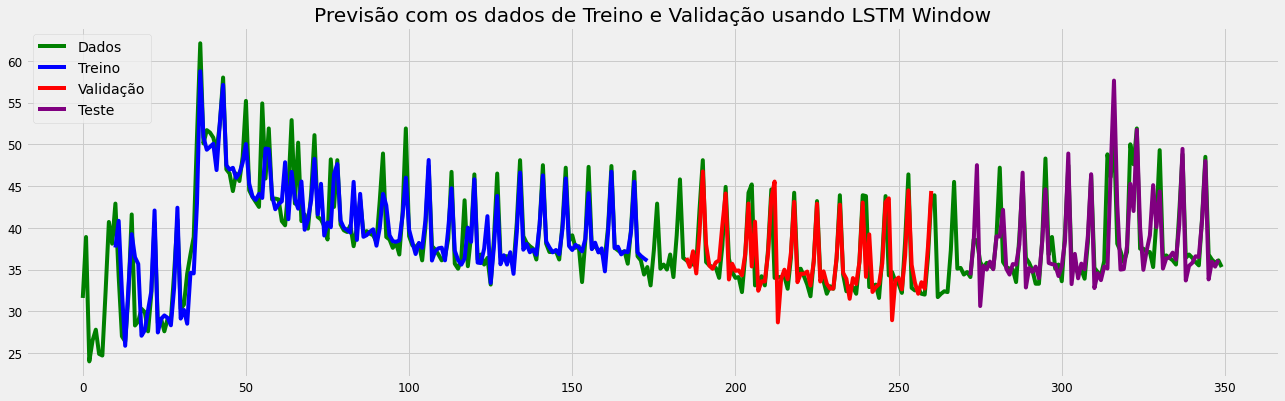 Previsão com os dados de Treino e Validação usando LSTM Window
Dados
Treino
Validação
Teste
60
55
50
45
40
35
30
25
0 50 100 150 200 250 300 350